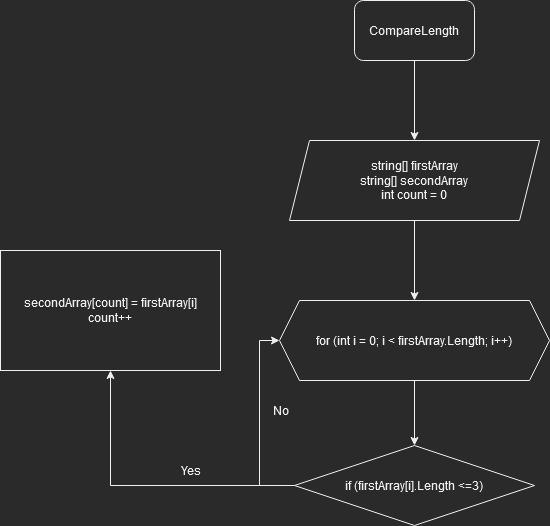 CompareLength
string[] firstArray
string[] secondArray
int count = 0
secondArray[count] = firstArray[i]
count++
for (int i = 0; i < firstArray.Length; i++)
No
Yes
if (firstArray[i].Length <=3)